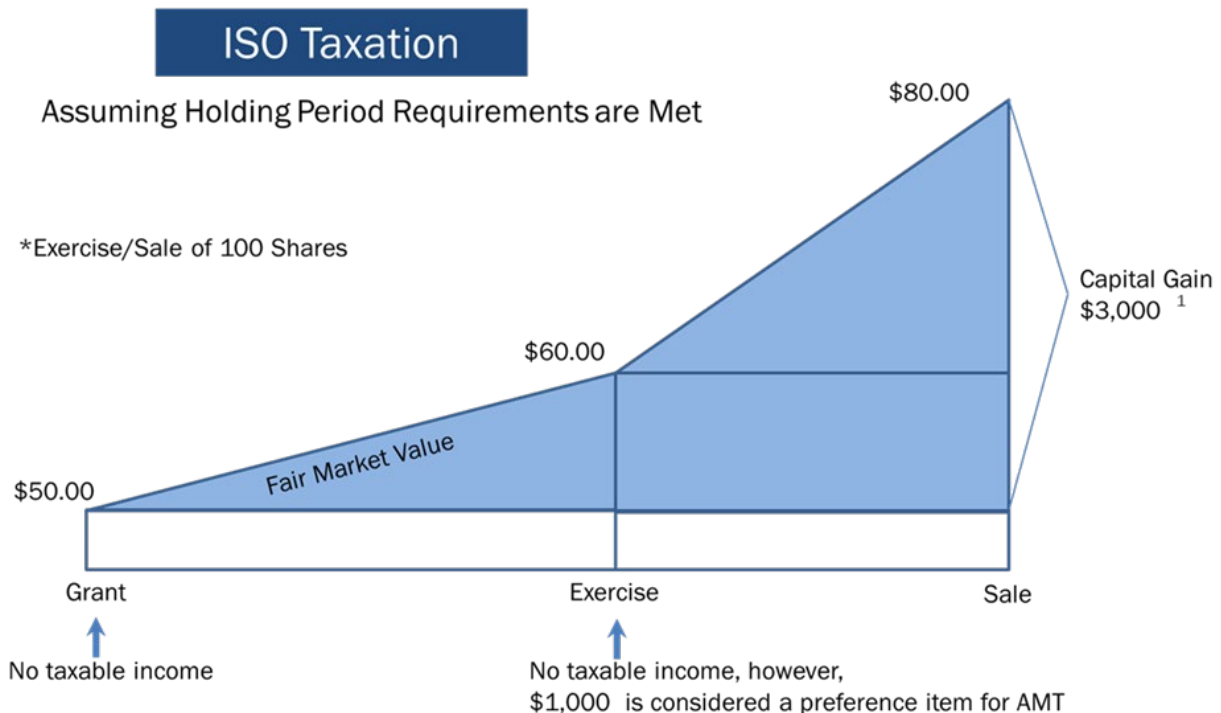 ISO Taxation
Assuming Holding Period Requirements are Met
$80.00
*Exercise/Sale of 100 Shares
Capital Gain
$3,000 1
$60.00
Fair Market Value
$50.00
Grant
Exercise
Sale
No taxable income
No taxable income, however,
$1,000 is considered a preference item for AMT